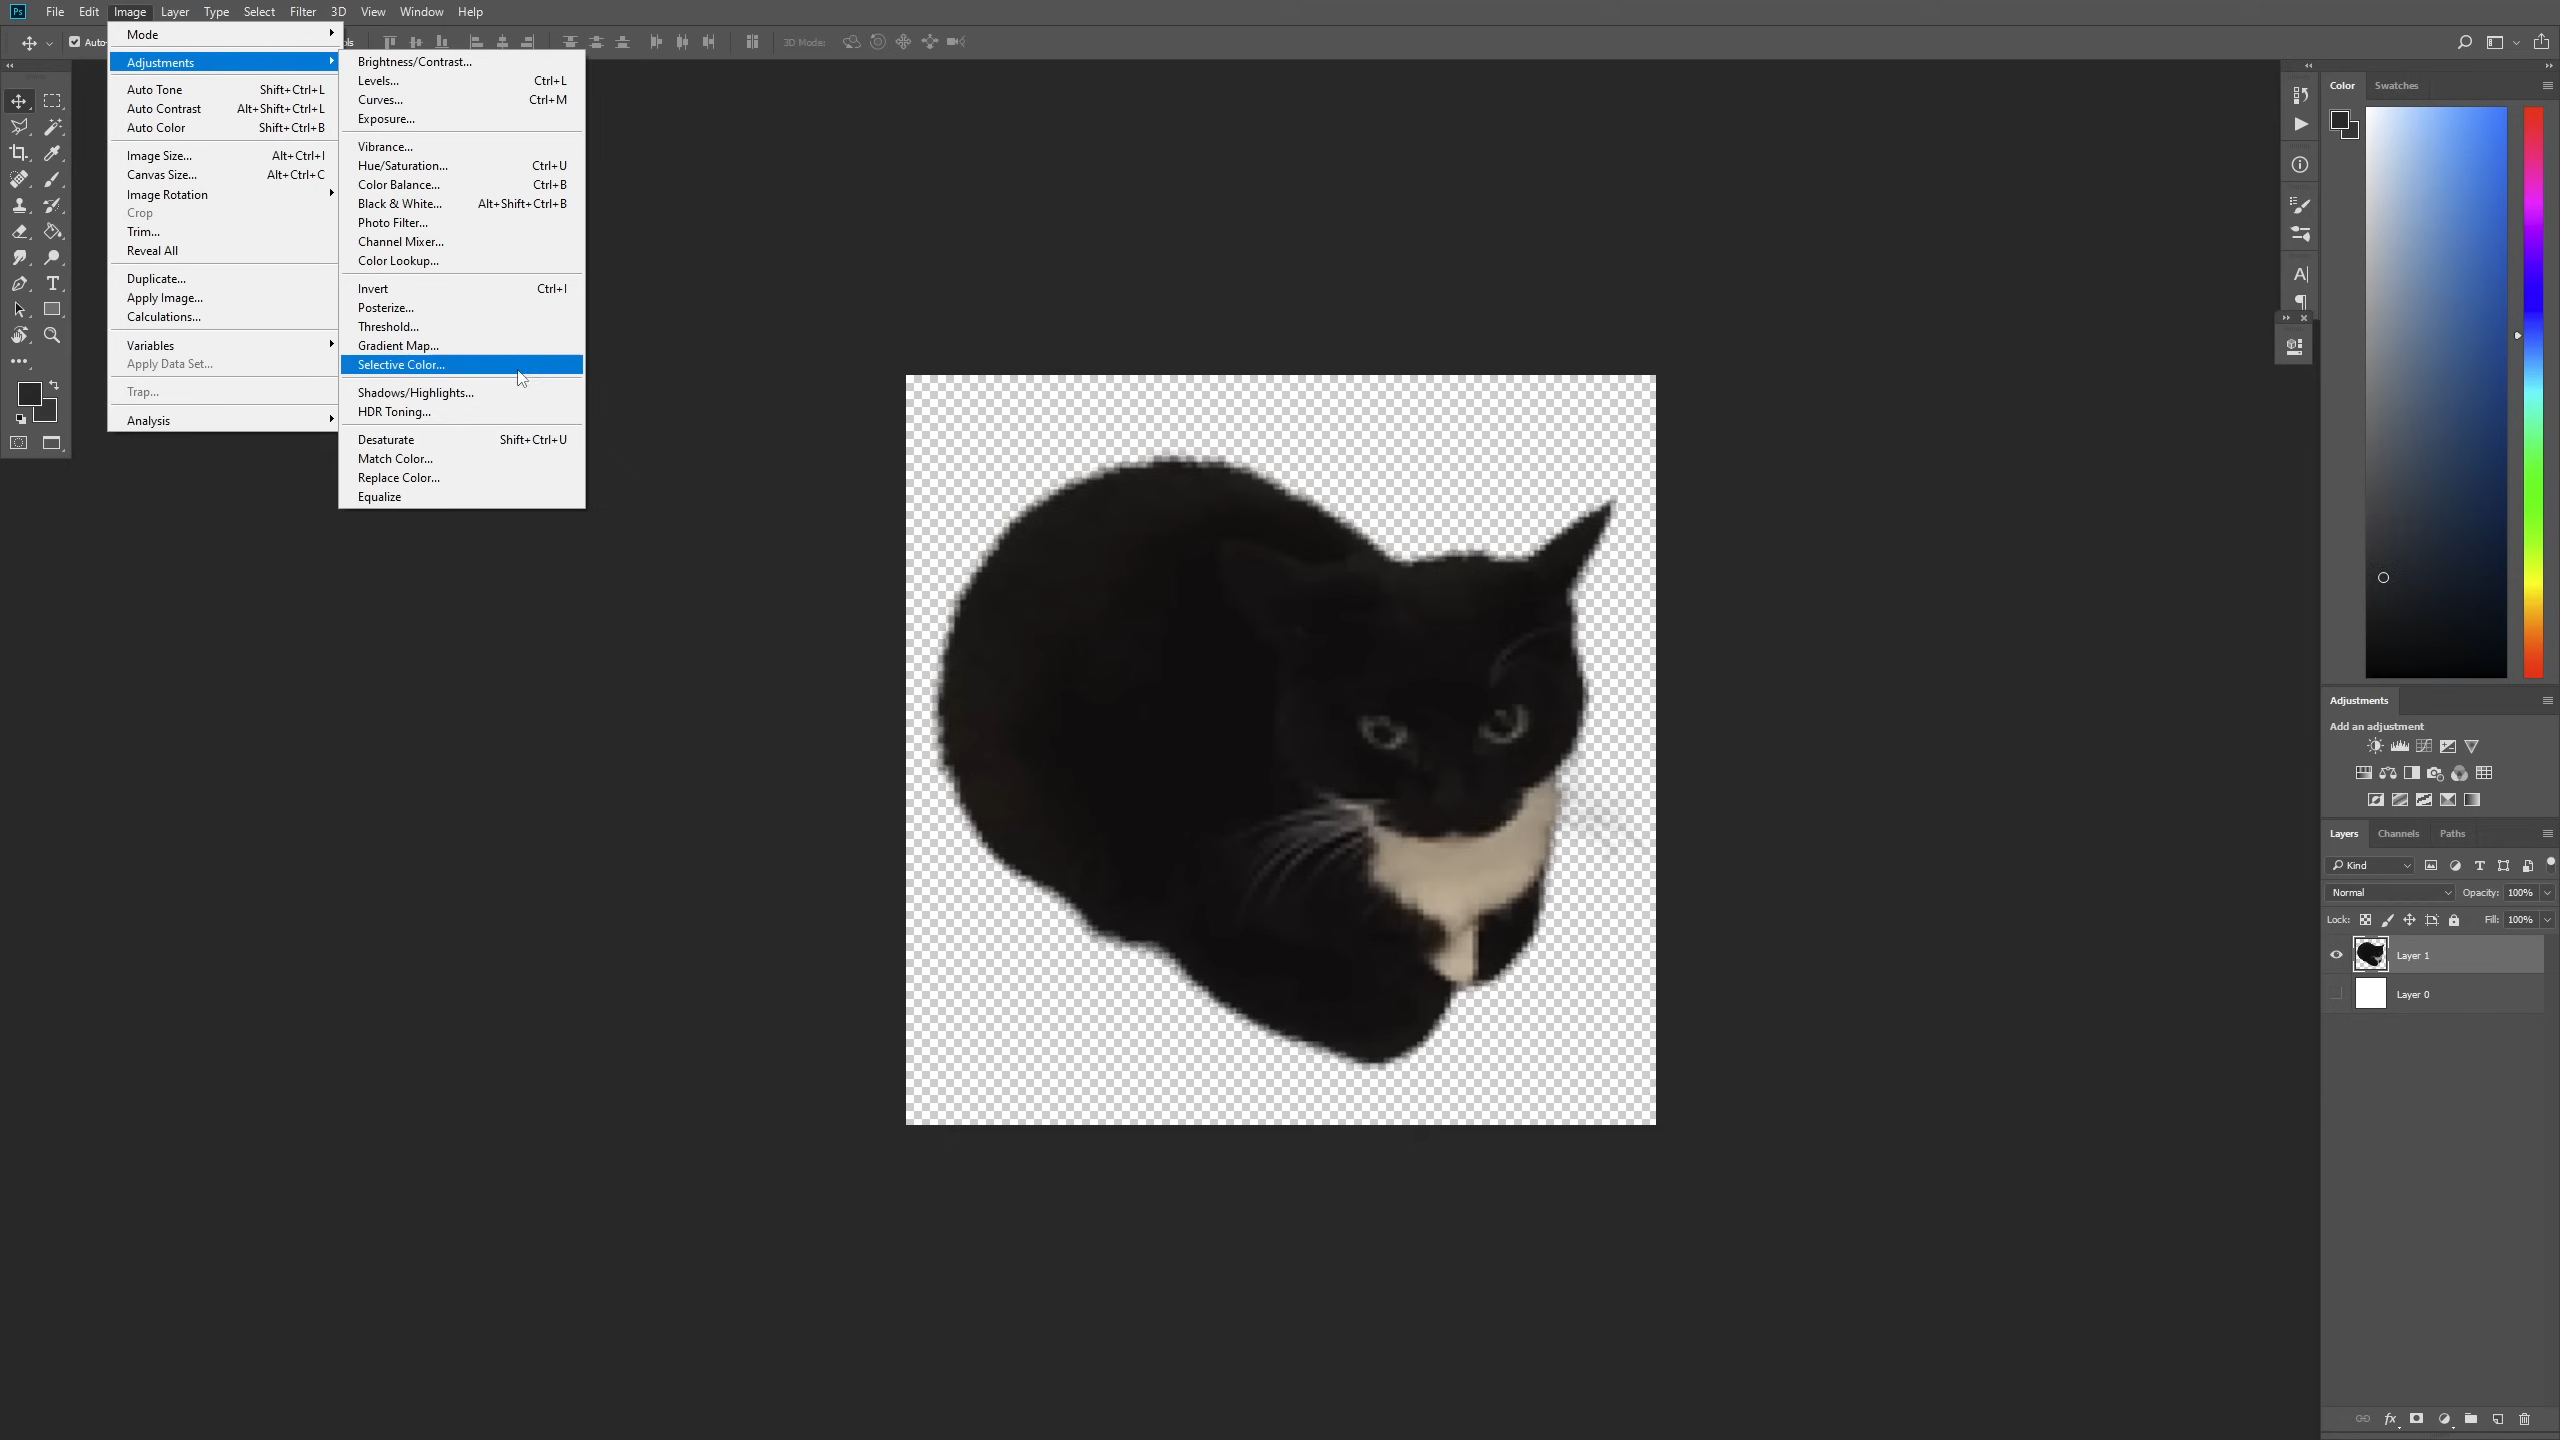 Ps File Edit Image Layer Type Select Filter 3D View Window Help
Auto- ols 3D Mode:
Mode
Adjustments
Auto Tone Shift+Ctrl+L
Auto Contrast Alt+Shift+Ctrl+L
Auto Color Shift+Ctrl+B
Image Size... Alt+Ctrl+I
Canvas Size... Alt+Ctrl+C
Image Rotation
Crop
Trim...
Reveal All
Duplicate...
Apply Image...
Calculations...
Variables
Apply Data Set...
Trap...
Analysis
Brightness/Contrast...
Levels... Ctrl+L
Curves... Ctrl+M
Exposure...
Vibrance...
Hue/Saturation... Ctrl+U
Color Balance... Ctrl+B
Black & White... Alt+Shift+Ctrl+B
Photo Filter...
Channel Mixer...
Color Lookup...
Invert Ctrl+I
Posterize...
Threshold...
Gradient Map...
Selective Color...
Shadows/Highlights...
HDR Toning...
Desaturate Shift+Ctrl+U
Match Color...
Replace Color...
Equalize
Color Swatches
Adjustments
Add an adjustment
Layers Channels Paths
Kind
Normal Opacity: 100%
Lock: Fill: 100%
Layer 1
Layer 0
fx